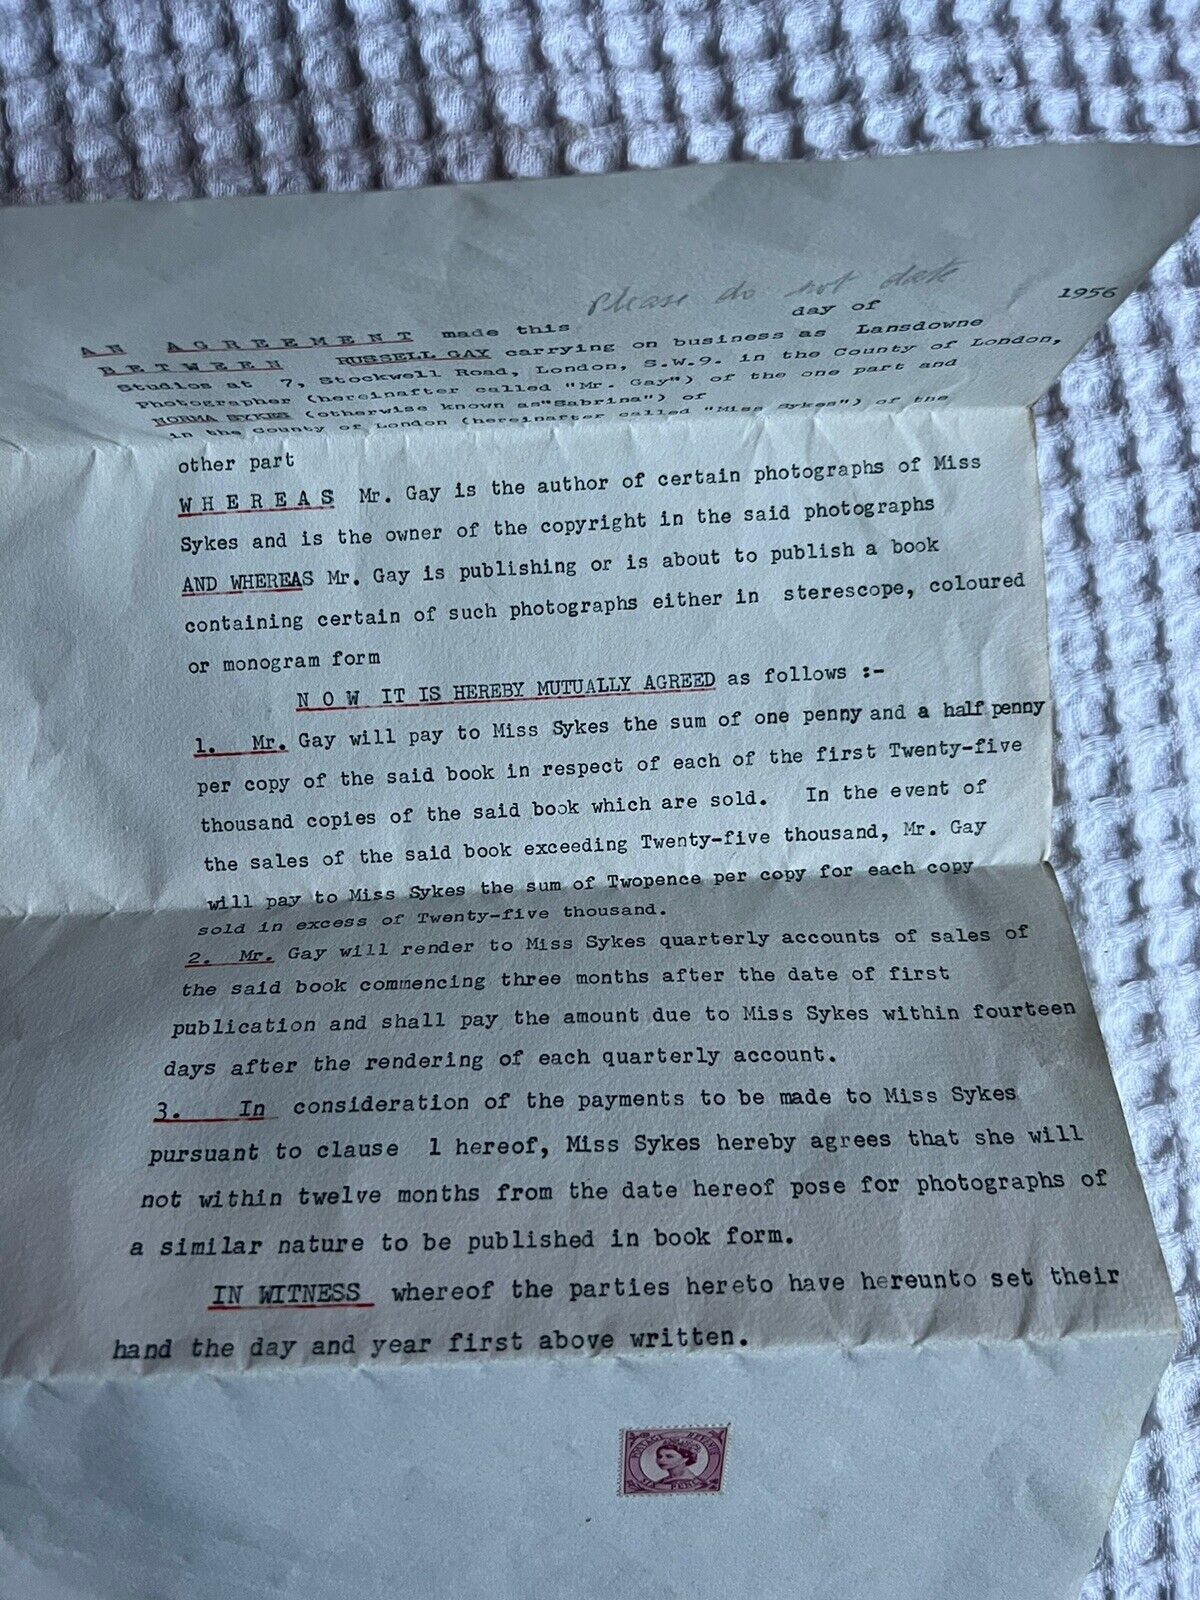 Please do not date
AN AGREEMENT made this day of 1956
BETWEEN RUSSELL GAY carrying on business as Lansdowne
Studios at 7, Stockwell Road, London, S.W.9. in the County of London,
Photographer (hereinafter called "Mr. Gay") of the one part and
NORMA SYKES (otherwise known as"Sabrina") of
in the County of London (hereinafter called "Miss Sykes") of the
other part
WHEREAS Mr. Gay is the author of certain photographs of Miss
Sykes and is the owner of the copyright in the said photographs
AND WHEREAS Mr. Gay is publishing or is about to publish a book
containing certain of such photographs either in sterescope, coloured
or monogram form
NOW IT IS HEREBY MUTUALLY AGREED as follows :-
1. Mr. Gay will pay to Miss Sykes the sum of one penny and a half penny
per copy of the said book in respect of each of the first Twenty-five
thousand copies of the said book which are sold. In the event of
the sales of the said book exceeding Twenty-five thousand, Mr. Gay
will pay to Miss Sykes the sum of Twopence per copy for each copy
sold in excess of Twenty-five thousand.
2. Mr. Gay will render to Miss Sykes quarterly accounts of sales of
the said book commencing three months after the date of first
publication and shall pay the amount due to Miss Sykes within fourteen
days after the rendering of each quarterly account.
3. In consideration of the payments to be made to Miss Sykes
pursuant to clause 1 hereof, Miss Sykes hereby agrees that she will
not within twelve months from the date hereof pose for photographs of
a similar nature to be published in book form.
IN WITNESS whereof the parties hereto have hereunto set their
hand the day and year first above written.
POSTAGE REVENUE
SIX PENCE